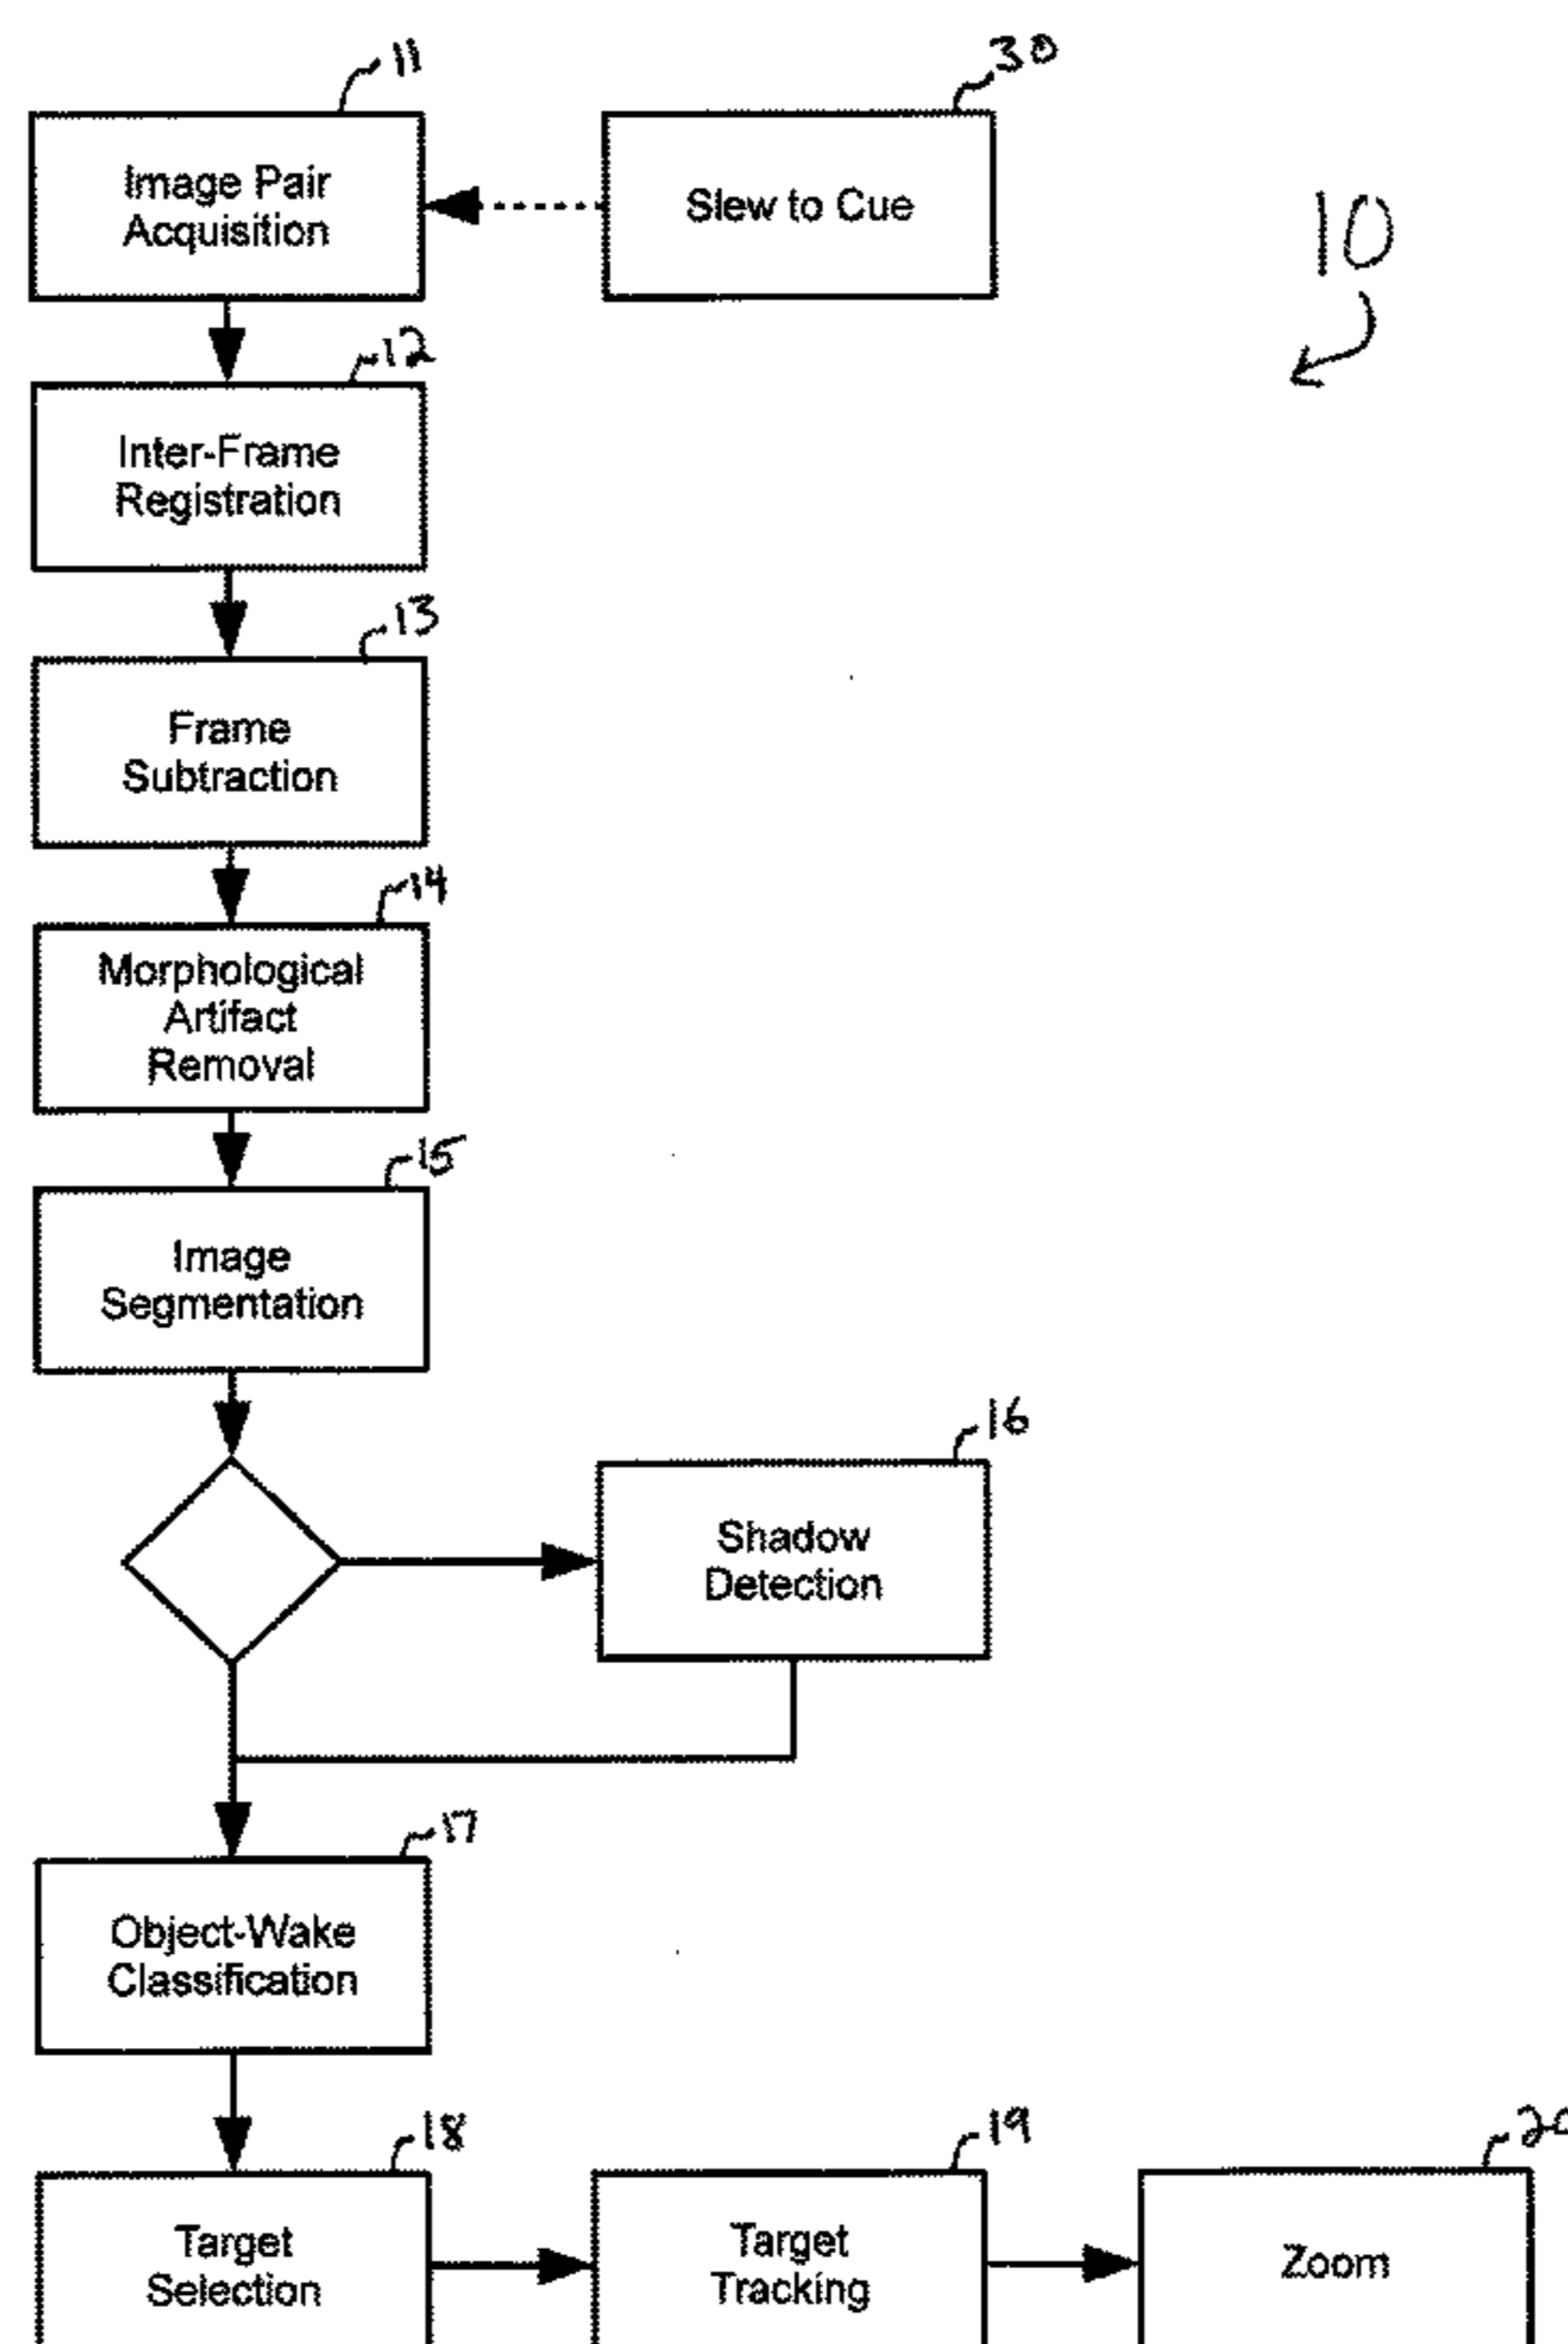 11
30
Image Pair
Acquisition
Slew to Cue
10
12
Inter-Frame
Registration
13
Frame
Subtraction
14
Morphological
Artifact
Removal
15
Image
Segmentation
16
Shadow
Detection
17
Object-Wake
Classification
18
19
20
Target
Selection
Target
Tracking
Zoom